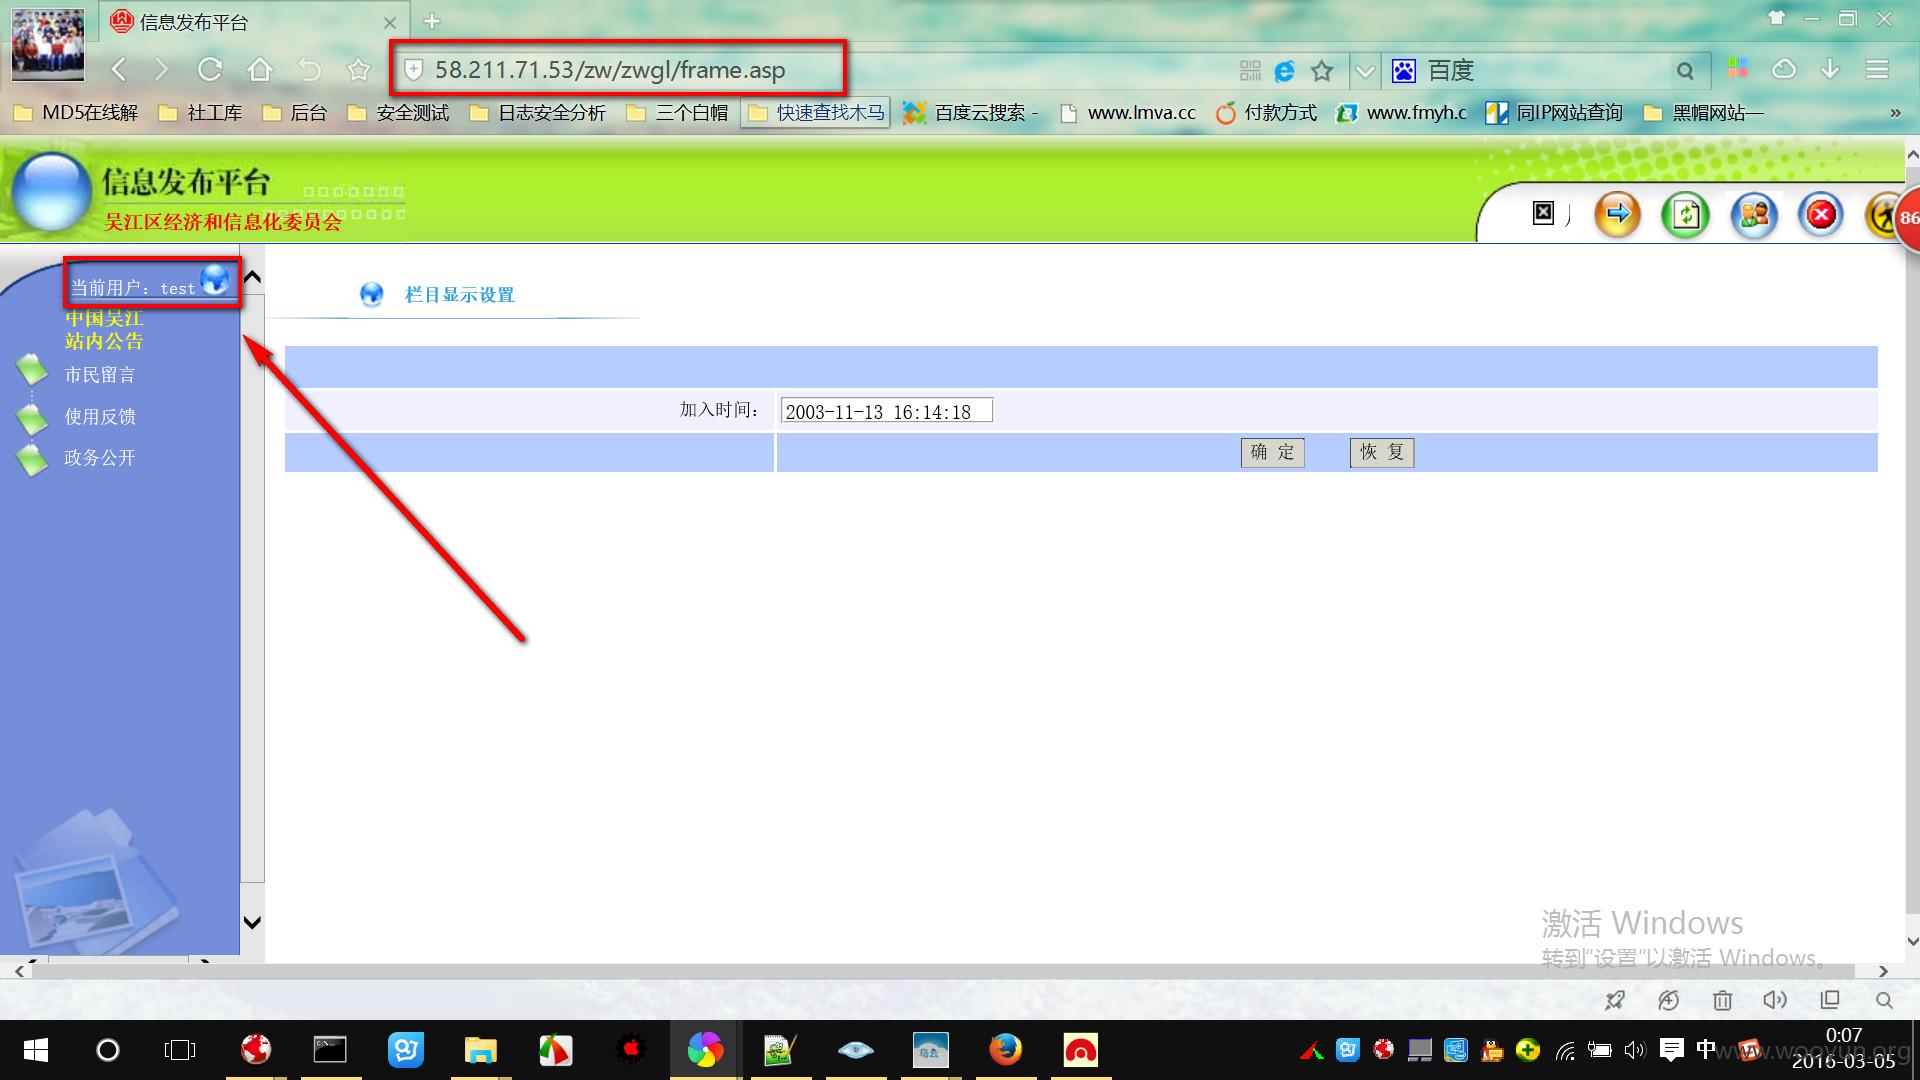 信息发布平台
58.211.71.53/zw/zwgl/frame.asp
百度
MD5在线解 社工库 后台 安全测试 日志安全分析 三个白帽 快速查找木马 百度云搜索 - www.lmva.cc 付款方式 www.fmyh.c 同IP网站查询 黑帽网站— »
信息发布平台
吴江区经济和信息化委员会
86
当前用户: test
中国吴江
站内公告
市民留言
使用反馈
政务公开
栏目显示设置
加入时间: 2003-11-13 16:14:18
确 定 恢 复
激活 Windows
转到"设置"以激活 Windows。
中
0:07
2016-03-05
www.wooyun.org